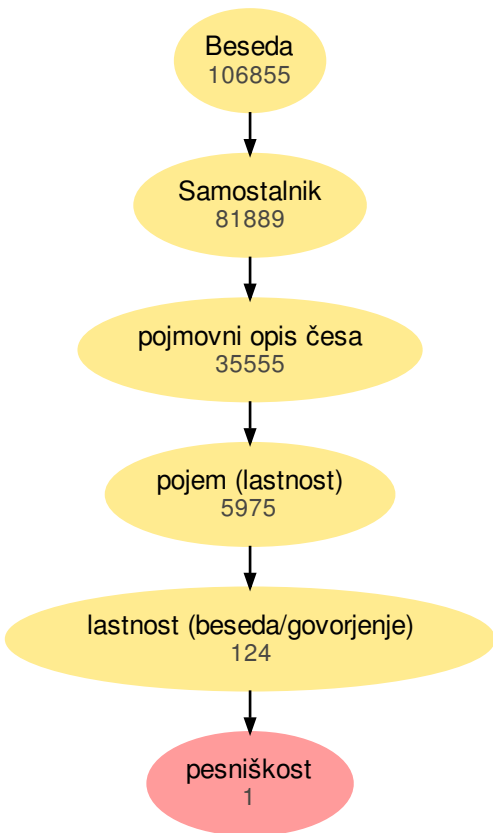 Beseda
106855
Samostalnik
81889
pojmovni opis česa
35555
pojem (lastnost)
5975
lastnost (beseda/govorjenje)
124
pesniškost
1